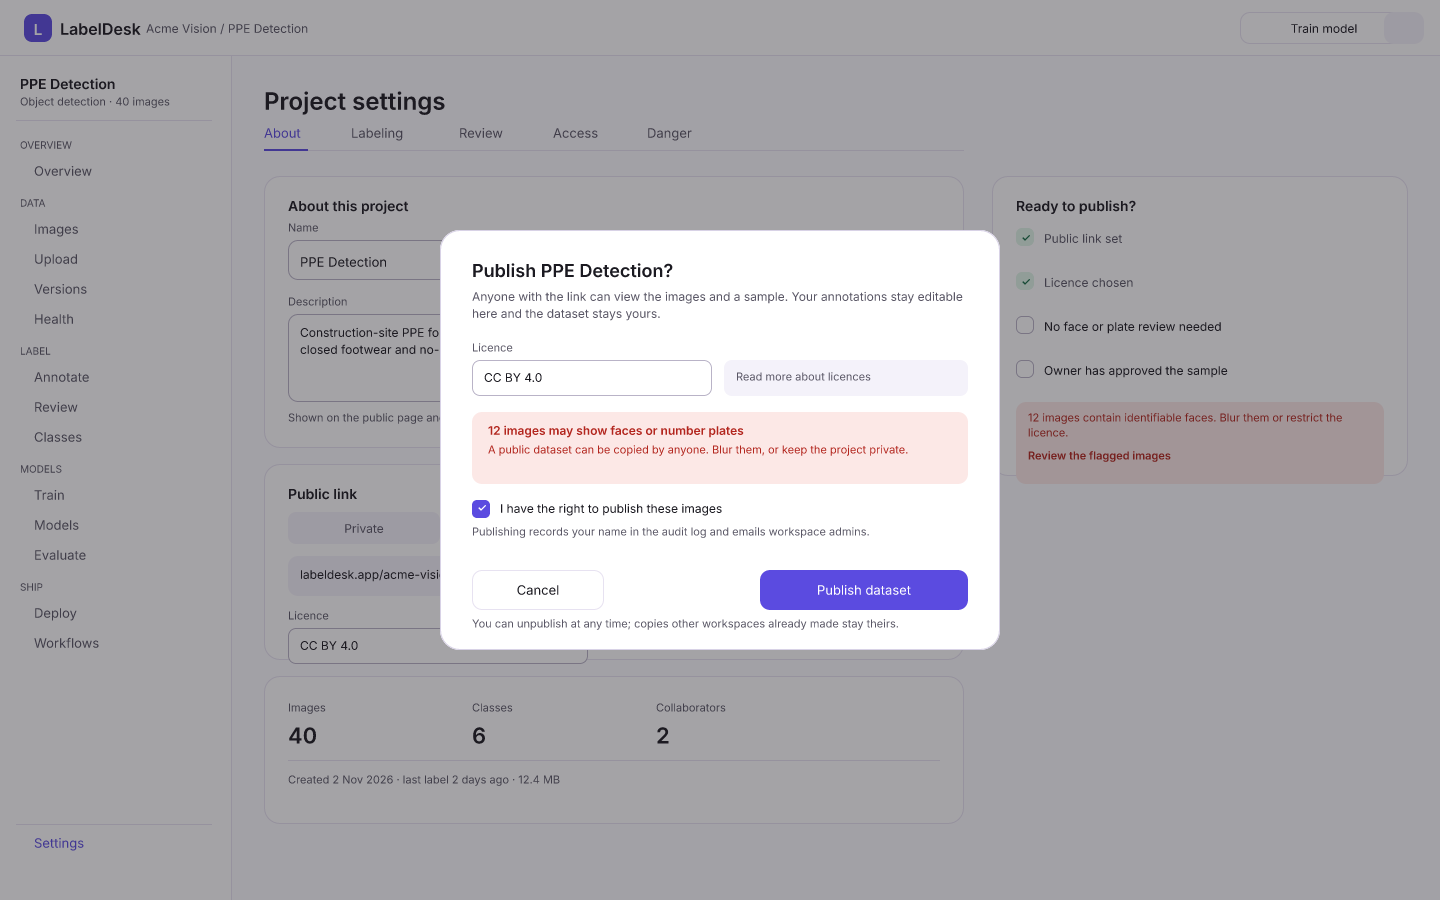 L LabelDesk Acme Vision / PPE Detection
Train model
PPE Detection
Object detection · 40 images
OVERVIEW
Overview
DATA
Images
Upload
Versions
Health
LABEL
Annotate
Review
Classes
MODELS
Train
Models
Evaluate
SHIP
Deploy
Workflows
Settings
Project settings
About Labeling Review Access Danger
About this project
Name
PPE Detection
Description
Construction-site PPE fo
closed footwear and no-
Shown on the public page an
Public link
Private
labeldesk.app/acme-visi
Licence
CC BY 4.0
Images Classes Collaborators
40 6 2
Created 2 Nov 2026 · last label 2 days ago · 12.4 MB
Ready to publish?
Public link set
Licence chosen
No face or plate review needed
Owner has approved the sample
12 images contain identifiable faces. Blur them or restrict the
licence.
Review the flagged images
Publish PPE Detection?
Anyone with the link can view the images and a sample. Your annotations stay editable
here and the dataset stays yours.
Licence
CC BY 4.0
Read more about licences
12 images may show faces or number plates
A public dataset can be copied by anyone. Blur them, or keep the project private.
I have the right to publish these images
Publishing records your name in the audit log and emails workspace admins.
Cancel
Publish dataset
You can unpublish at any time; copies other workspaces already made stay theirs.